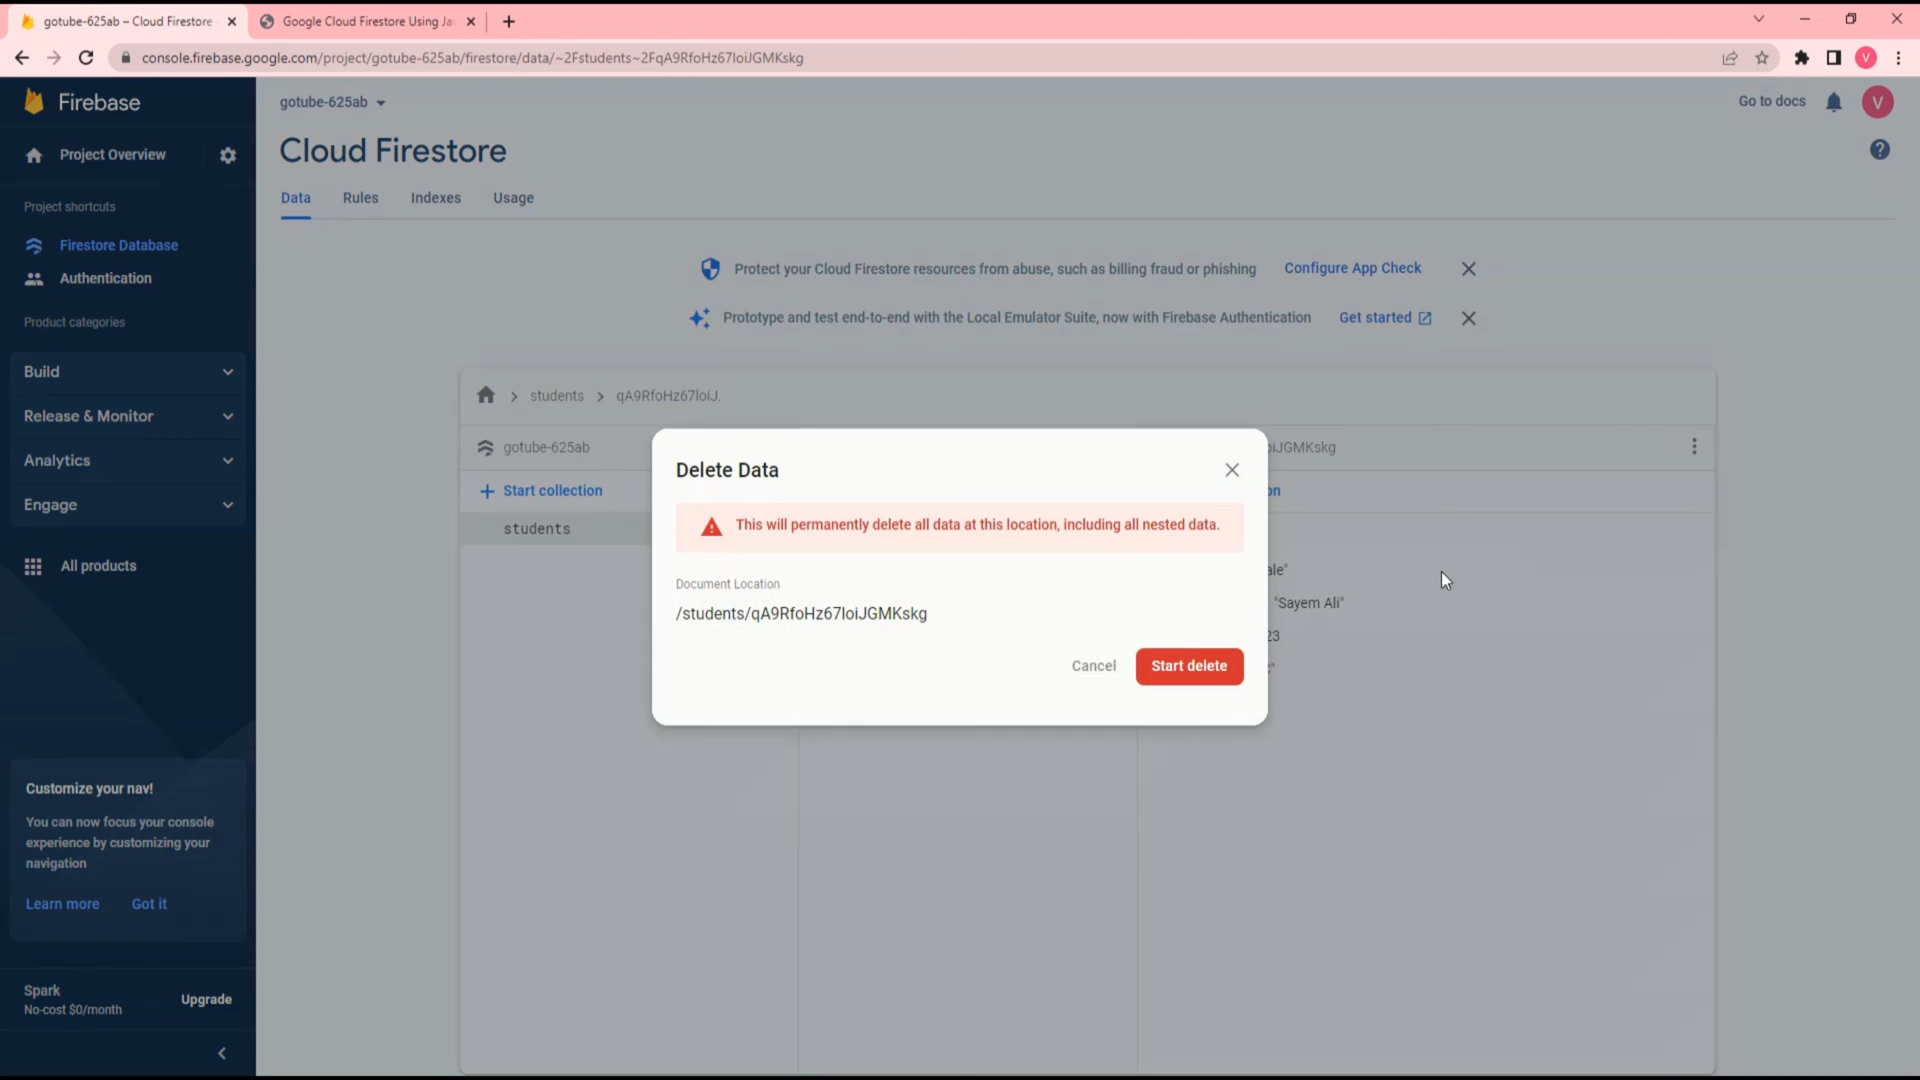 gotube-625ab – Cloud Firestore
Google Cloud Firestore Using Ja
console.firebase.google.com/project/gotube-625ab/firestore/data/~2Fstudents~2FqA9RfoHz67IoiJGMKskg
V
Firebase
gotube-625ab
Go to docs
V
Project Overview
Cloud Firestore
Data
Rules
Indexes
Usage
Project shortcuts
Firestore Database
Authentication
Protect your Cloud Firestore resources from abuse, such as billing fraud or phishing
Configure App Check
Prototype and test end-to-end with the Local Emulator Suite, now with Firebase Authentication
Get started
Product categories
Build
Release & Monitor
Analytics
Engage
All products
students
qA9RfoHz67IoiJ.
gotube-625ab
oiJGMKskg
+ Start collection
on
students
ale"
"Sayem Ali"
23
c"
Delete Data
This will permanently delete all data at this location, including all nested data.
Document Location
/students/qA9RfoHz67IoiJGMKskg
Cancel
Start delete
Customize your nav!
You can now focus your console
experience by customizing your
navigation
Learn more
Got it
Spark
No-cost $0/month
Upgrade